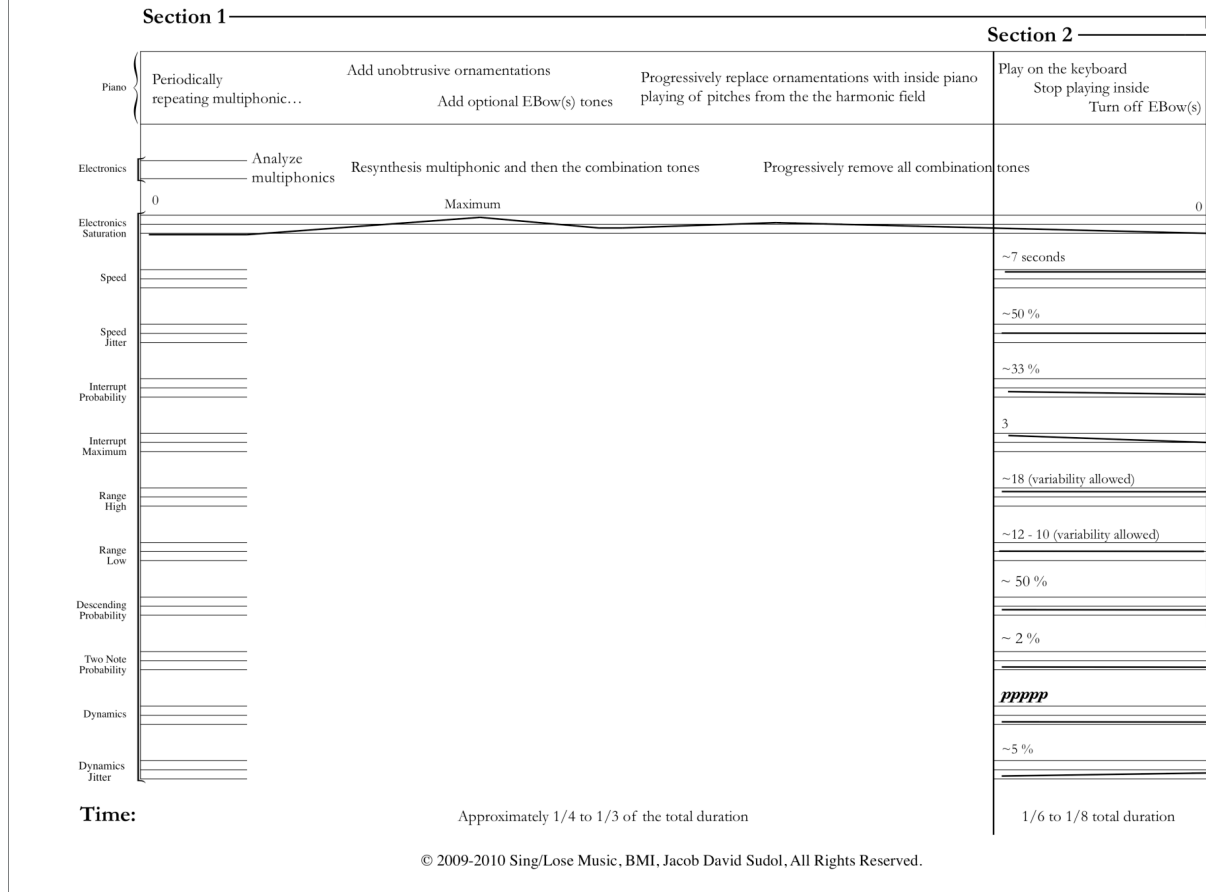 Section 1
Section 2
Piano
Periodically
repeating multiphonic…
Add unobtrusive ornamentations
Add optional EBow(s) tones
Progressively replace ornamentations with inside piano
playing of pitches from the the harmonic field
Play on the keyboard
Stop playing inside
Turn off EBow(s)
Electronics
Analyze
multiphonics
Resynthesis multiphonic and then the combination tones
Progressively remove all combination tones
Electronics
Saturation
0
Maximum
0
Speed
~7 seconds
Speed
Jitter
~50 %
Interrupt
Probability
~33 %
Interrupt
Maximum
3
Range
High
~18 (variability allowed)
Range
Low
~12 - 10 (variability allowed)
Descending
Probability
~ 50 %
Two Note
Probability
~ 2 %
Dynamics
ppppp
Dynamics
Jitter
~5 %
Time:
Approximately 1/4 to 1/3 of the total duration
1/6 to 1/8 total duration
© 2009-2010 Sing/Lose Music, BMI, Jacob David Sudol, All Rights Reserved.